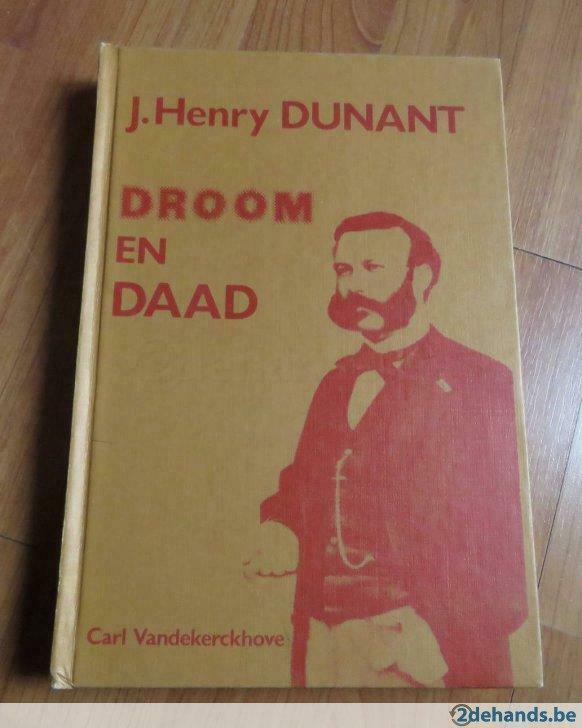 J. Henry DUNANT
DROOM
EN
DAAD
Carl Vandekerckhove
2dehands.be